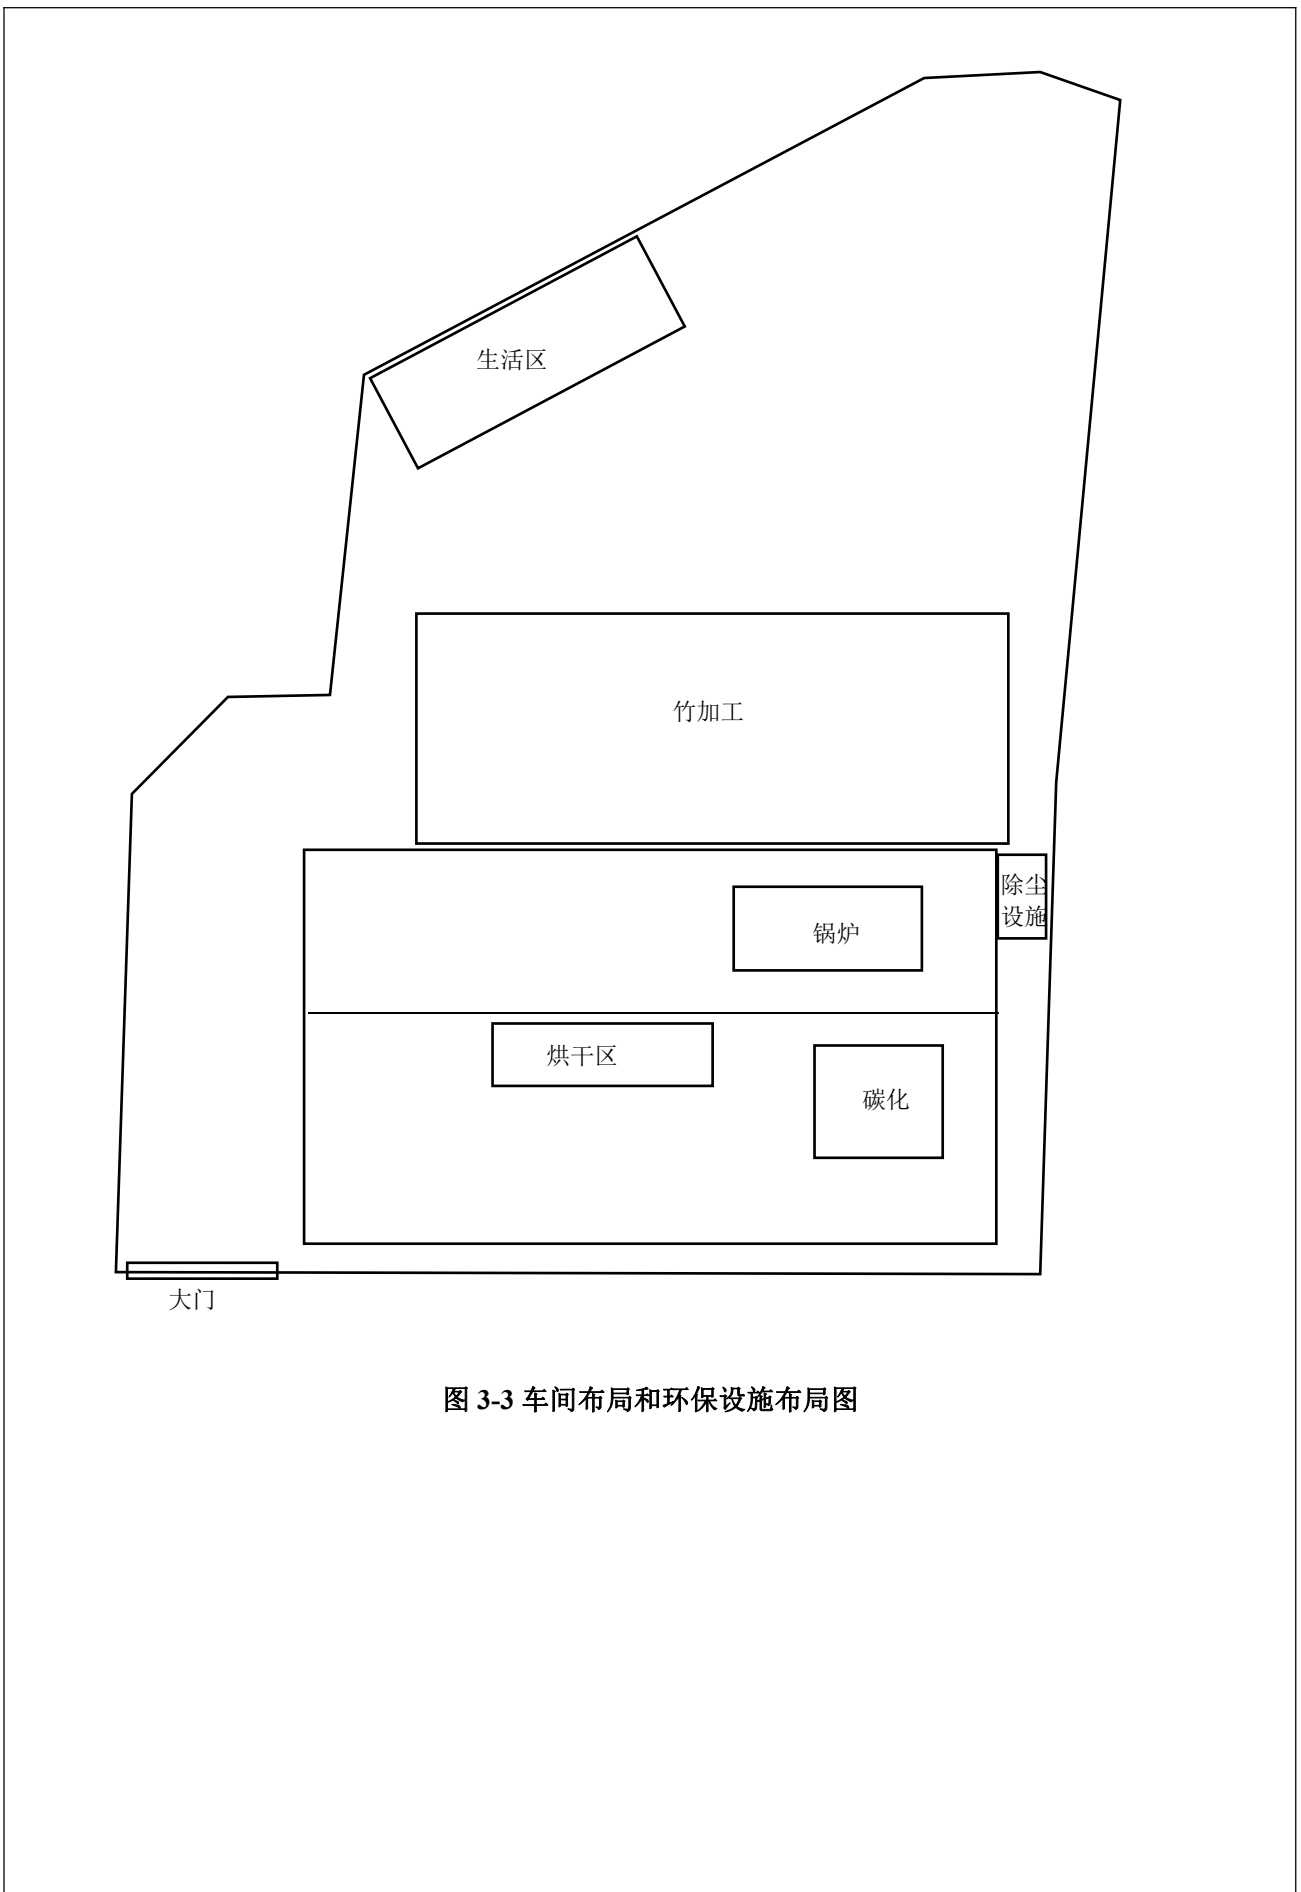 生活区
竹加工
除尘
设施
锅炉
烘干区
碳化
大门
图 3-3 车间布局和环保设施布局图